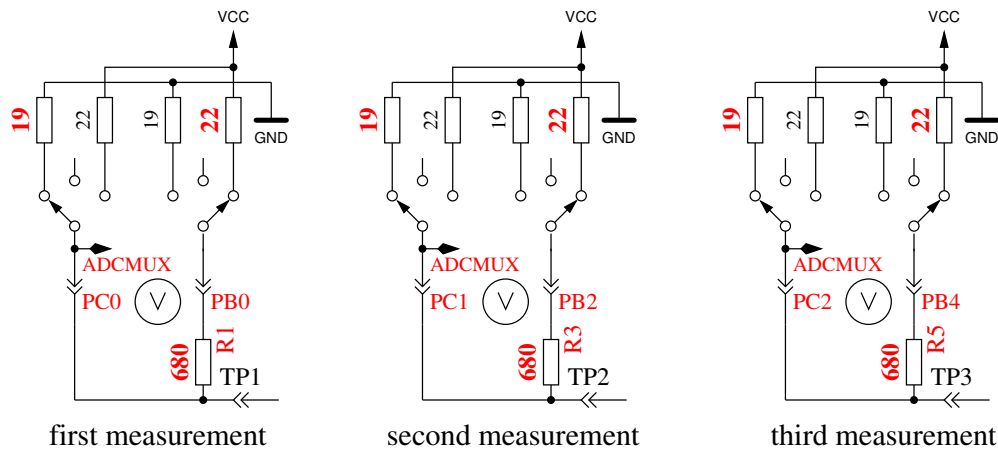 VCC
19
22
19
22
GND
ADCMUX
PC0
V
PB0
R1
680
TP1
first measurement
VCC
19
22
19
22
GND
ADCMUX
PC1
V
PB2
R3
680
TP2
second measurement
VCC
19
22
19
22
GND
ADCMUX
PC2
V
PB4
R5
680
TP3
third measurement